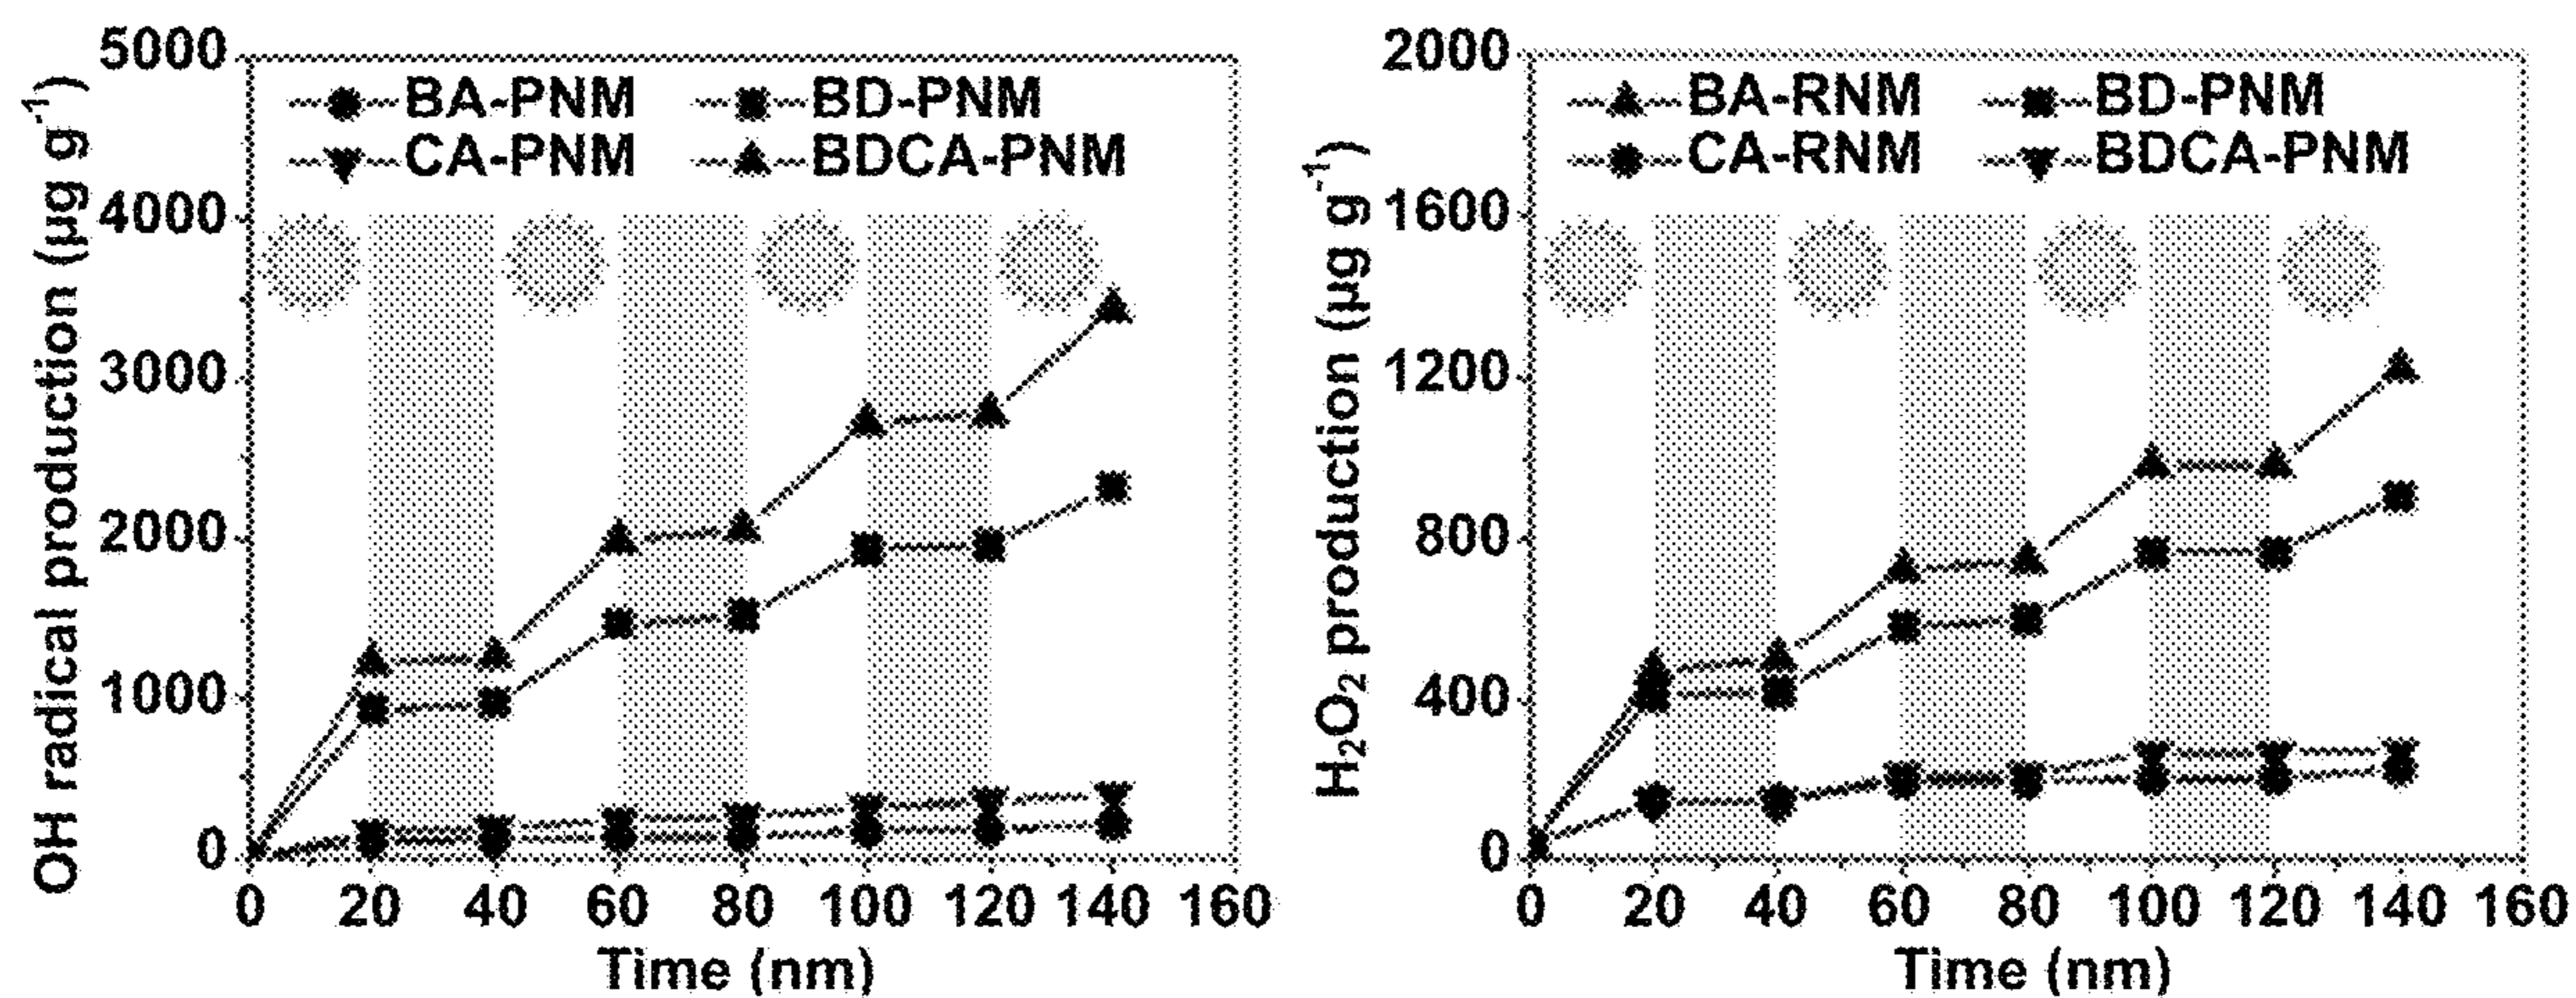 OH radical production (µg g⁻¹)
5000
4000
3000
2000
1000
0
BA-PNM BD-PNM
CA-PNM BDCA-PNM
0 20 40 60 80 100 120 140 160
Time (nm)
H₂O₂ production (µg g⁻¹)
2000
1600
1200
800
400
0
BA-RNM BD-PNM
CA-RNM BDCA-PNM
0 20 40 60 80 100 120 140 160
Time (nm)